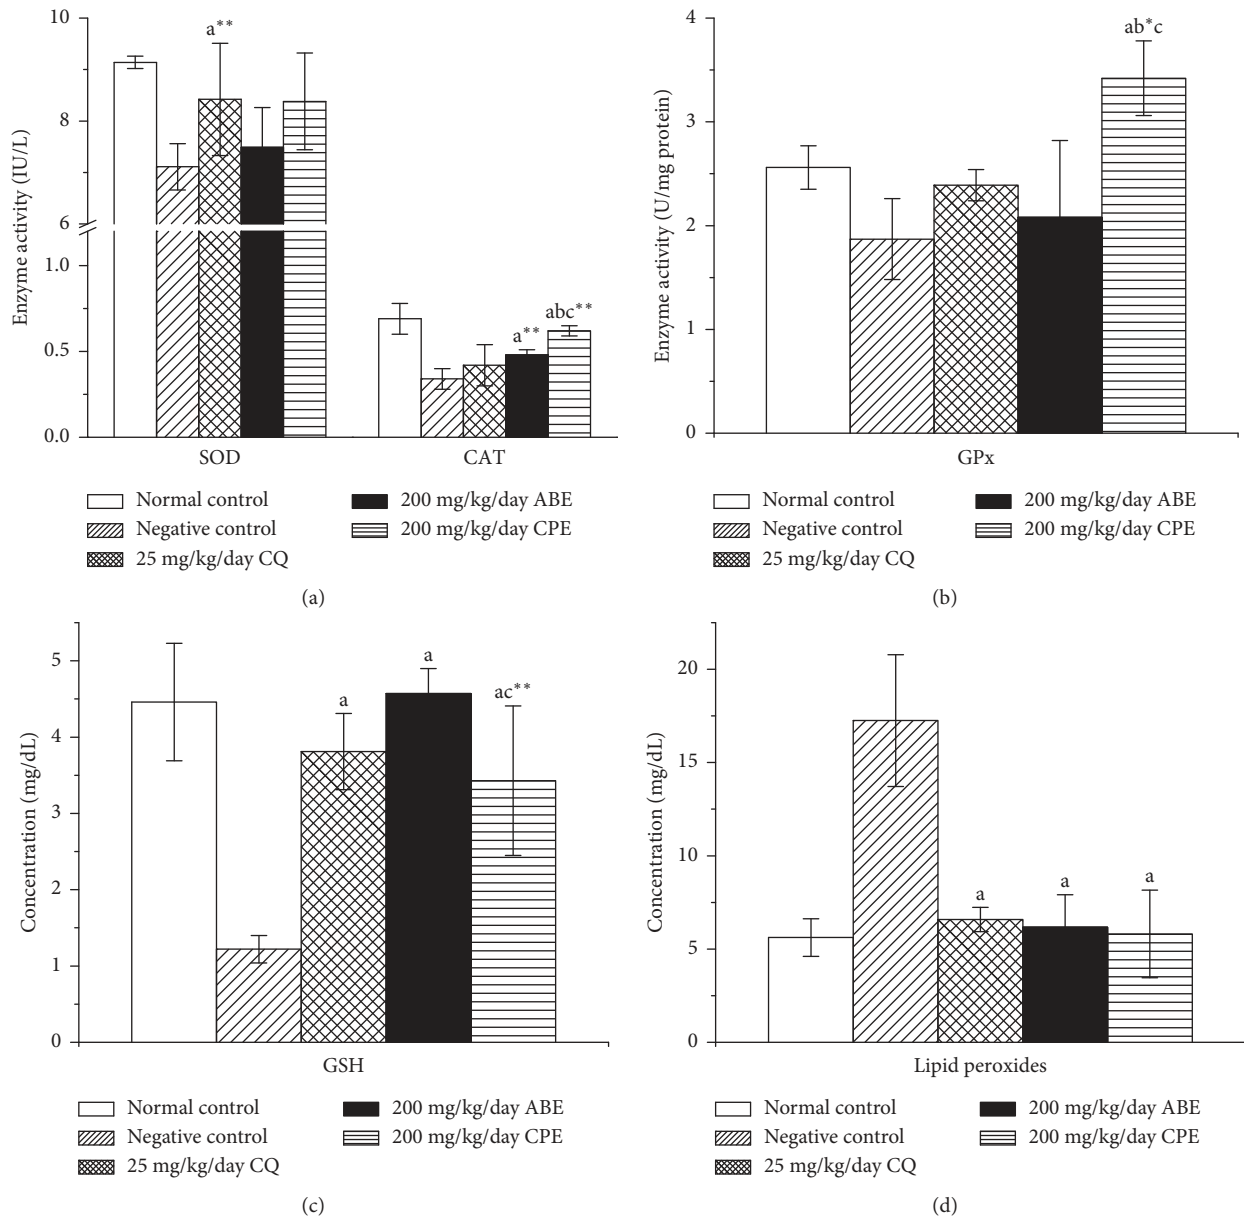 10
8
6
1.0
0.5
0.0
Enzyme activity (IU/L)
a**
a**
abc**
SOD CAT
Normal control
Negative control
25 mg/kg/day CQ
200 mg/kg/day ABE
200 mg/kg/day CPE
(a)
4
3
2
1
0
Enzyme activity (U/mg protein)
ab*c
GPx
Normal control
Negative control
25 mg/kg/day CQ
200 mg/kg/day ABE
200 mg/kg/day CPE
(b)
5
4
3
2
1
0
Concentration (mg/dL)
a
a
ac**
GSH
Normal control
Negative control
25 mg/kg/day CQ
200 mg/kg/day ABE
200 mg/kg/day CPE
(c)
20
15
10
5
0
Concentration (mg/dL)
a
a
a
Lipid peroxides
Normal control
Negative control
25 mg/kg/day CQ
200 mg/kg/day ABE
200 mg/kg/day CPE
(d)